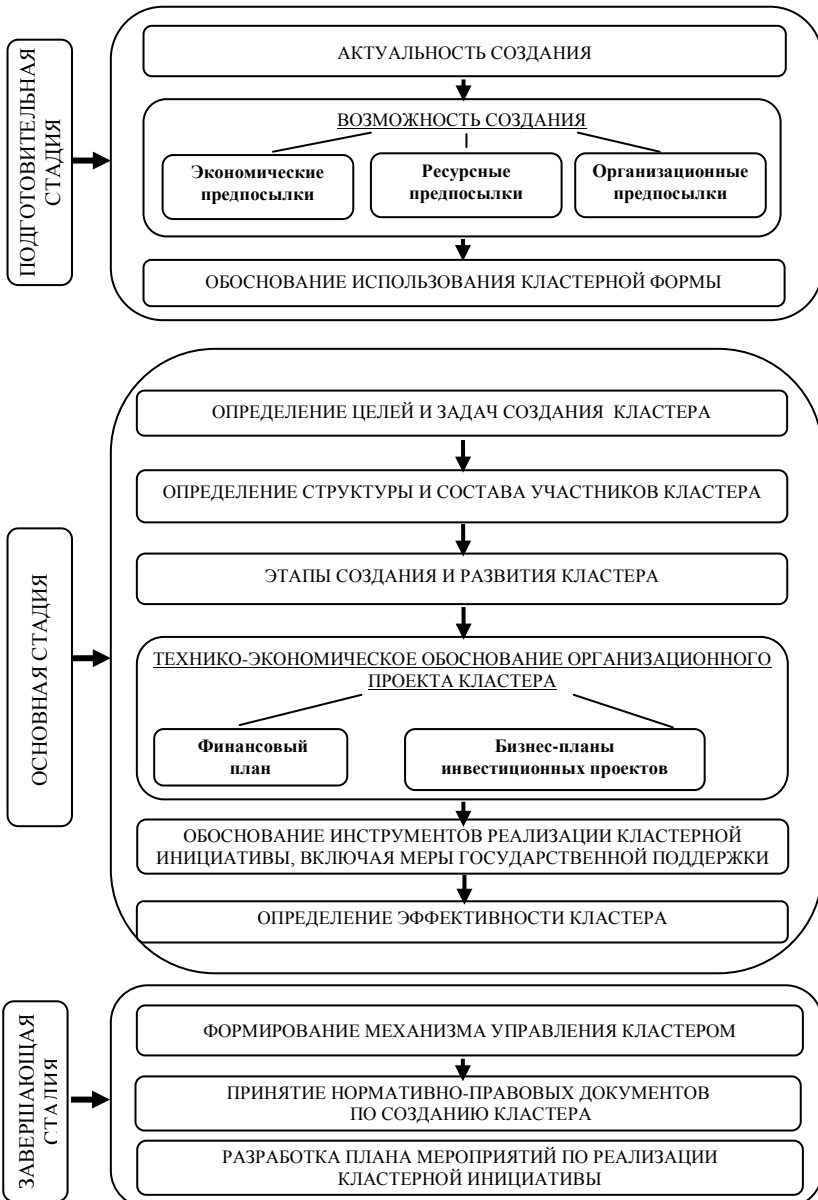 ПОДГОТОВИТЕЛЬНАЯ
СТАДИЯ
АКТУАЛЬНОСТЬ СОЗДАНИЯ
ВОЗМОЖНОСТЬ СОЗДАНИЯ
Экономические
предпосылки
Ресурсные
предпосылки
Организационные
предпосылки
ОБОСНОВАНИЕ ИСПОЛЬЗОВАНИЯ КЛАСТЕРНОЙ ФОРМЫ
ОСНОВНАЯ СТАДИЯ
ОПРЕДЕЛЕНИЕ ЦЕЛЕЙ И ЗАДАЧ СОЗДАНИЯ КЛАСТЕРА
ОПРЕДЕЛЕНИЕ СТРУКТУРЫ И СОСТАВА УЧАСТНИКОВ КЛАСТЕРА
ЭТАПЫ СОЗДАНИЯ И РАЗВИТИЯ КЛАСТЕРА
ТЕХНИКО-ЭКОНОМИЧЕСКОЕ ОБОСНОВАНИЕ ОРГАНИЗАЦИОННОГО
ПРОЕКТА КЛАСТЕРА
Финансовый
план
Бизнес-планы
инвестиционных проектов
ОБОСНОВАНИЕ ИНСТРУМЕНТОВ РЕАЛИЗАЦИИ КЛАСТЕРНОЙ
ИНИЦИАТИВЫ, ВКЛЮЧАЯ МЕРЫ ГОСУДАРСТВЕННОЙ ПОДДЕРЖКИ
ОПРЕДЕЛЕНИЕ ЭФФЕКТИВНОСТИ КЛАСТЕРА
ЗАВЕРШАЮЩАЯ
СТАДИЯ
ФОРМИРОВАНИЕ МЕХАНИЗМА УПРАВЛЕНИЯ КЛАСТЕРОМ
ПРИНЯТИЕ НОРМАТИВНО-ПРАВОВЫХ ДОКУМЕНТОВ
ПО СОЗДАНИЮ КЛАСТЕРА
РАЗРАБОТКА ПЛАНА МЕРОПРИЯТИЙ ПО РЕАЛИЗАЦИИ
КЛАСТЕРНОЙ ИНИЦИАТИВЫ